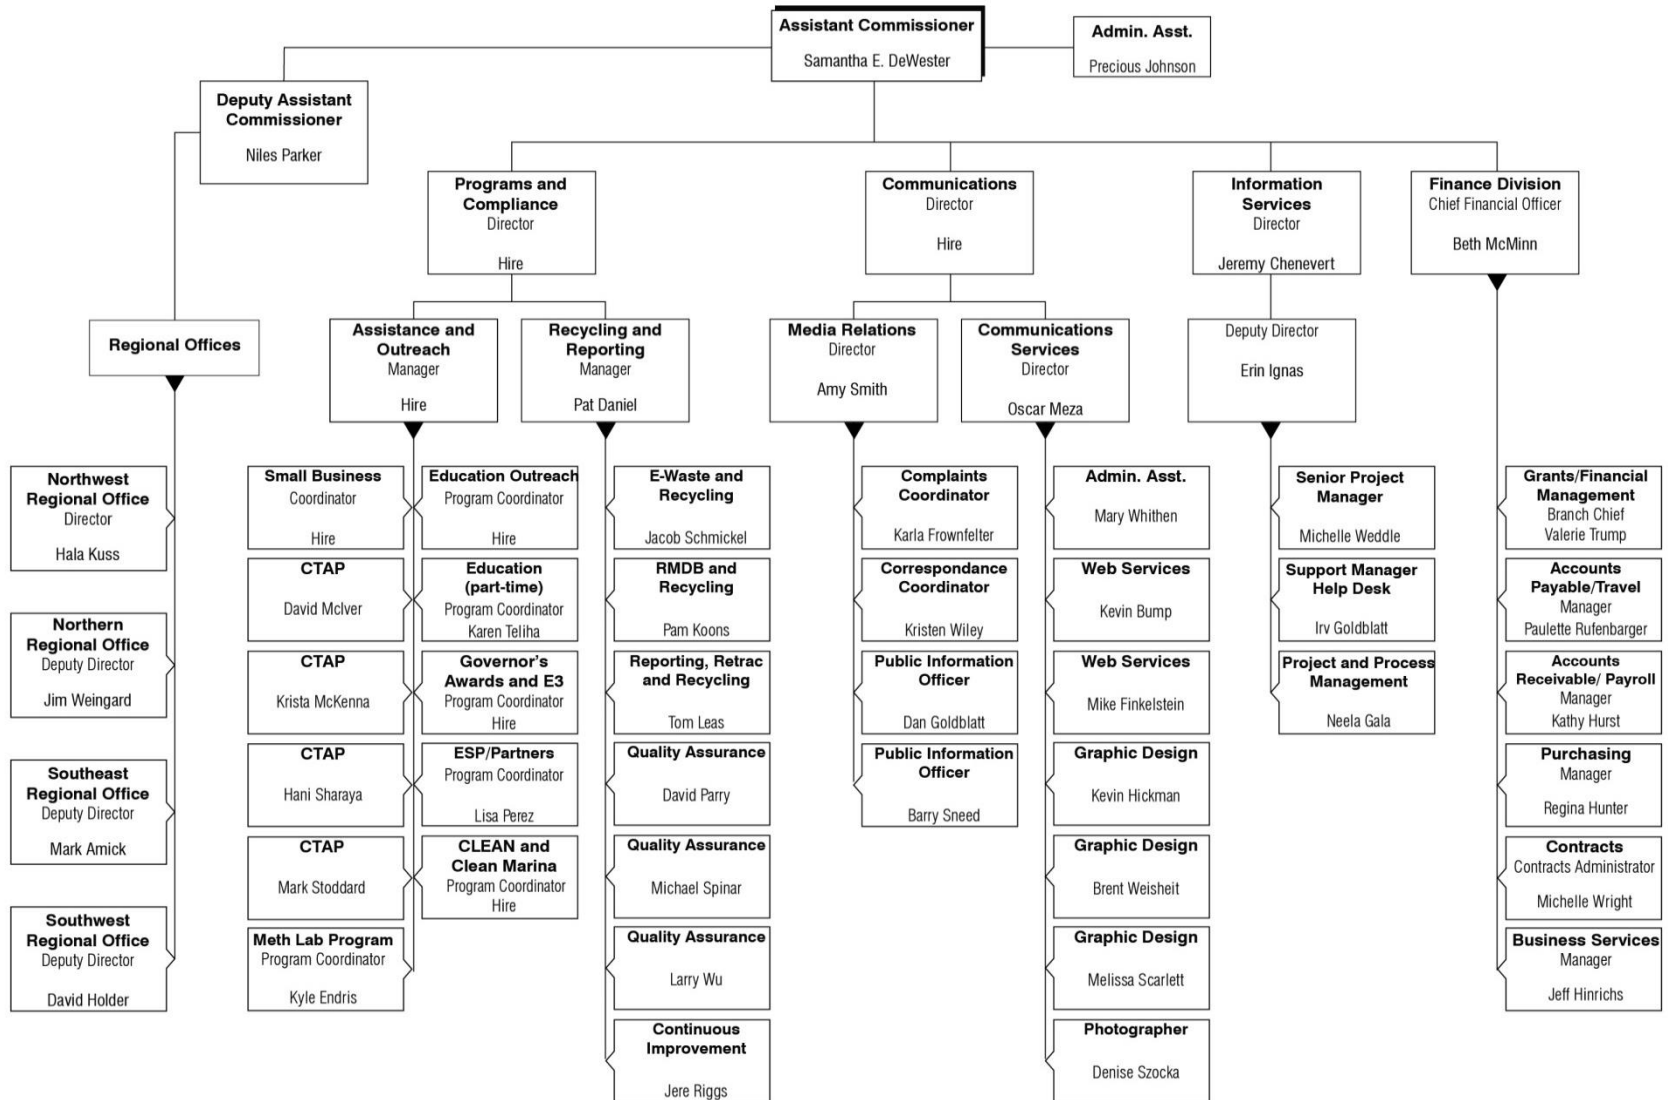 Assistant Commissioner
Samantha E. DeWester
Admin. Asst.
Precious Johnson
Deputy Assistant
Commissioner
Niles Parker
Programs and
Compliance
Director
Hire
Communications
Director
Hire
Information
Services
Director
Jeremy Chenevert
Finance Division
Chief Financial Officer
Beth McMinn
Regional Offices
Assistance and
Outreach
Manager
Hire
Recycling and
Reporting
Manager
Pat Daniel
Media Relations
Director
Amy Smith
Communications
Services
Director
Oscar Meza
Deputy Director
Erin Ignas
Northwest
Regional Office
Director
Hala Kuss
Northern
Regional Office
Deputy Director
Jim Weingard
Southeast
Regional Office
Deputy Director
Mark Amick
Southwest
Regional Office
Deputy Director
David Holder
Small Business
Coordinator
Hire
CTAP
David McIver
CTAP
Krista McKenna
CTAP
Hani Sharaya
CTAP
Mark Stoddard
Meth Lab Program
Program Coordinator
Kyle Endris
Education Outreach
Program Coordinator
Hire
Education
(part-time)
Program Coordinator
Karen Teliha
Governor's
Awards and E3
Program Coordinator
Hire
ESP/Partners
Program Coordinator
Lisa Perez
CLEAN and
Clean Marina
Program Coordinator
Hire
E-Waste and
Recycling
Jacob Schmickel
RMDB and
Recycling
Pam Koons
Reporting, Retrac
and Recycling
Tom Leas
Quality Assurance
David Parry
Quality Assurance
Michael Spinar
Quality Assurance
Larry Wu
Continuous
Improvement
Jere Riggs
Complaints
Coordinator
Karla Frownfelter
Correspondance
Coordinator
Kristen Wiley
Public Information
Officer
Dan Goldblatt
Public Information
Officer
Barry Sneed
Admin. Asst.
Mary Whithen
Web Services
Kevin Bump
Web Services
Mike Finkelstein
Graphic Design
Kevin Hickman
Graphic Design
Brent Weisheit
Graphic Design
Melissa Scarlett
Photographer
Denise Szocka
Senior Project
Manager
Michelle Weddle
Support Manager
Help Desk
Irv Goldblatt
Project and Process
Management
Neela Gala
Grants/Financial
Management
Branch Chief
Valerie Trump
Accounts
Payable/Travel
Manager
Paulette Rufenbarger
Accounts
Receivable/ Payroll
Manager
Kathy Hurst
Purchasing
Manager
Regina Hunter
Contracts
Contracts Administrator
Michelle Wright
Business Services
Manager
Jeff Hinrichs